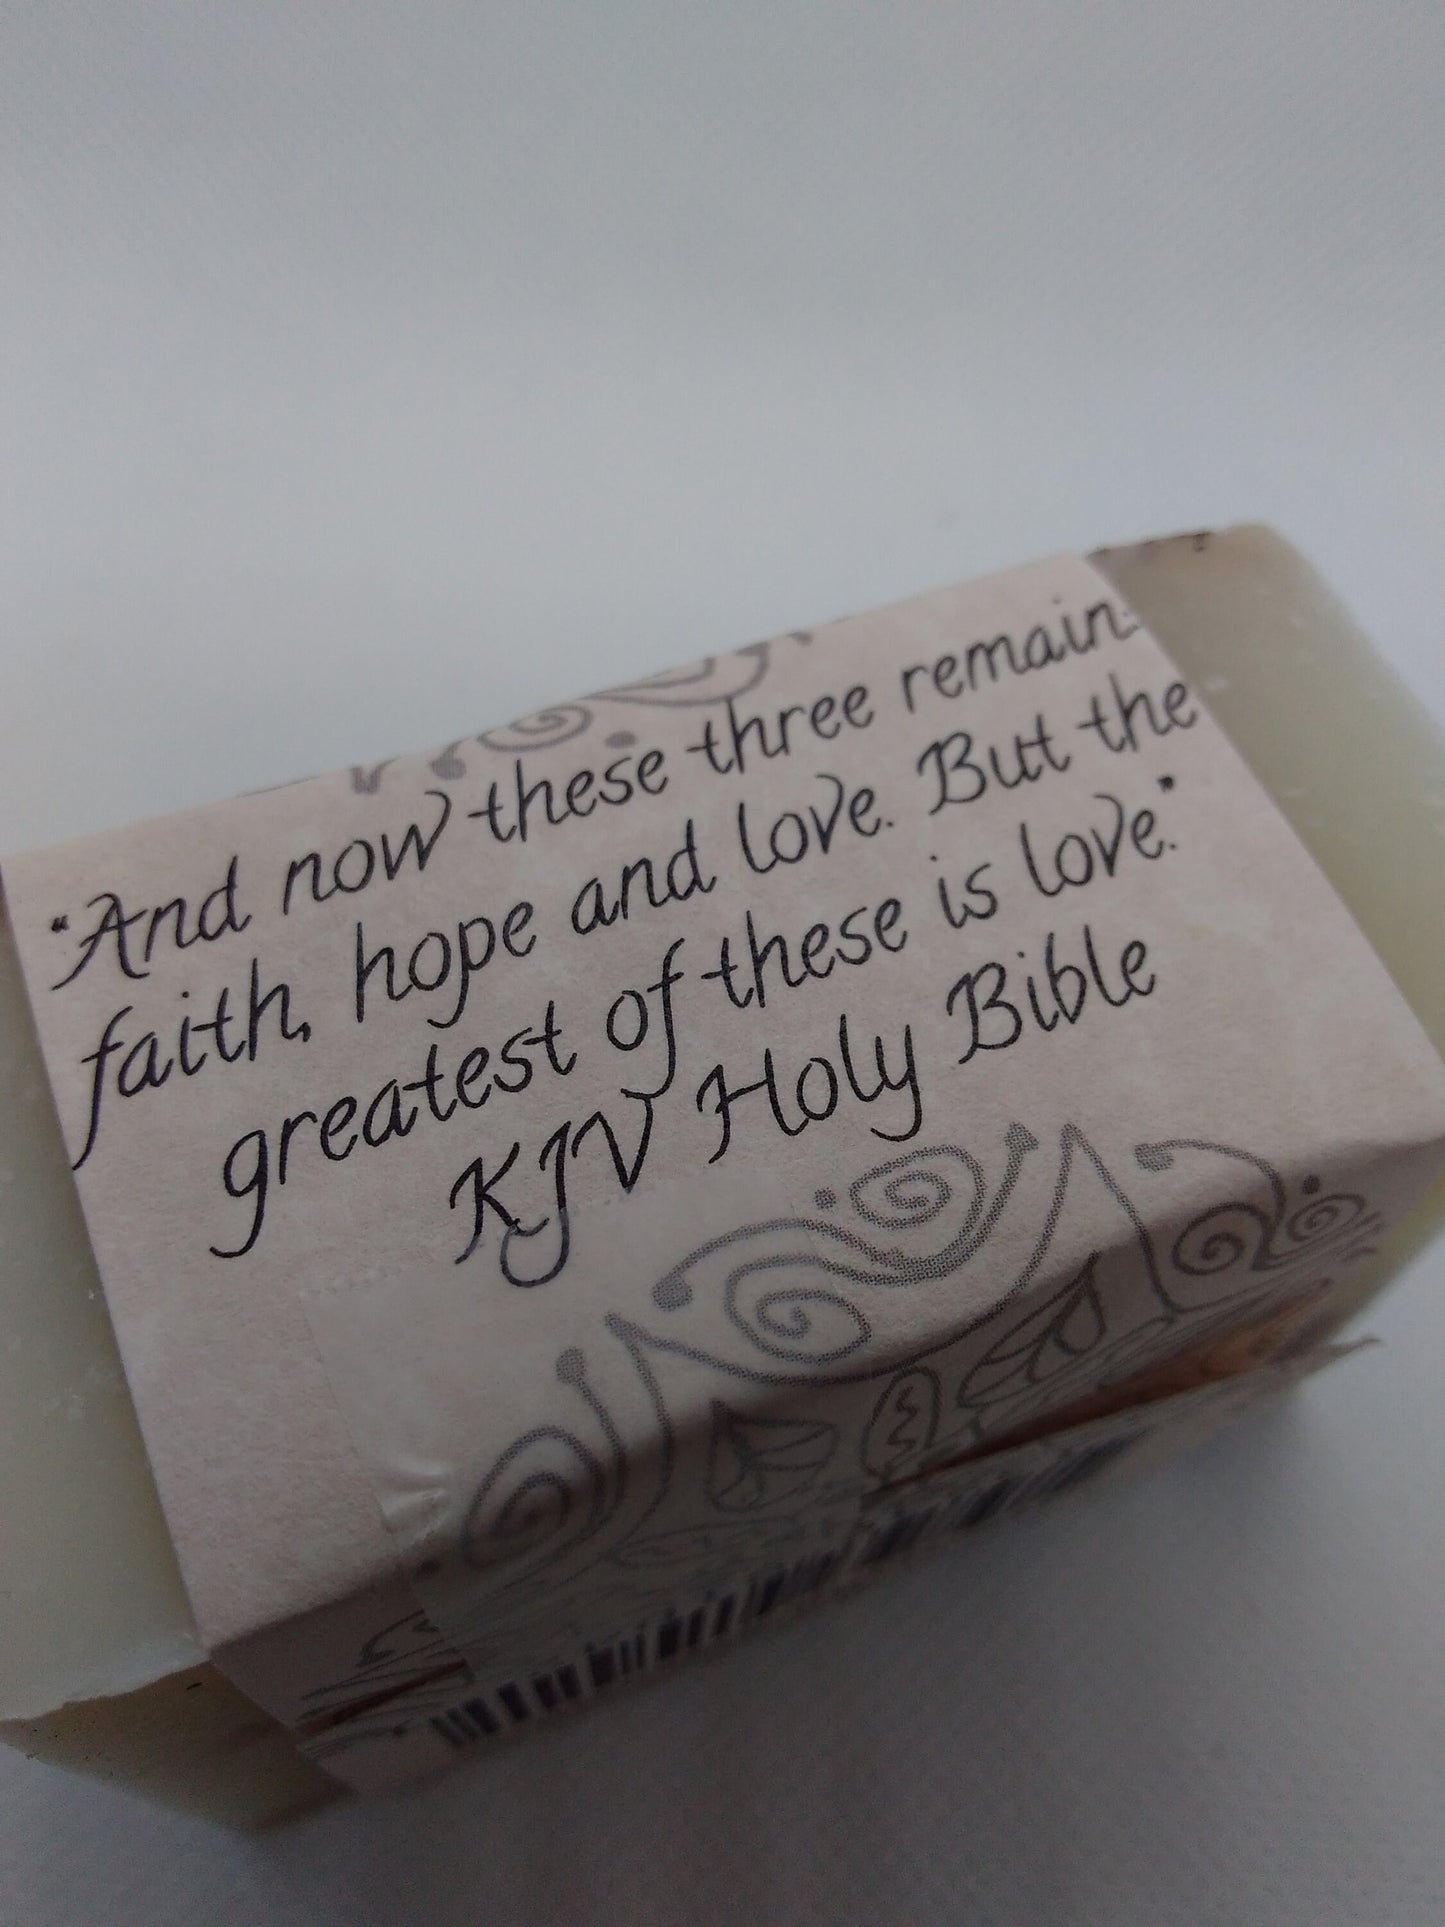 "And now these three remain:
faith, hope and love. But the
greatest of these is love."
KJV Holy Bible